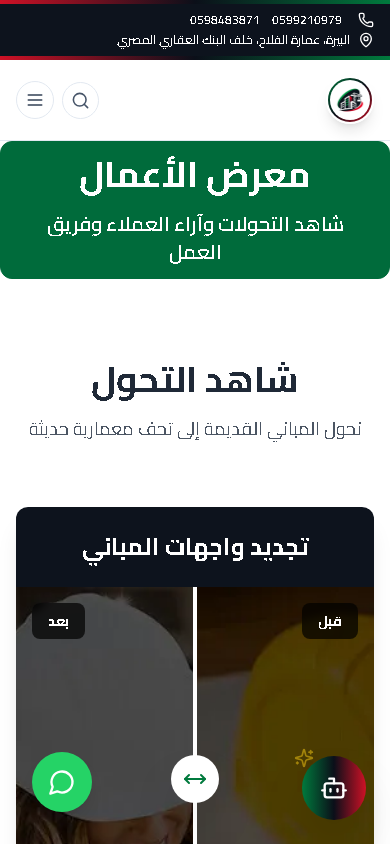 0599210979 0598483871
البيرة، عمارة الفلاح، خلف البنك العقاري المصري
معرض الأعمال
شاهد التحولات وآراء العملاء وفريق
العمل
شاهد التحول
نحول المباني القديمة إلى تحف معمارية حديثة
تجديد واجهات المباني
قبل
بعد